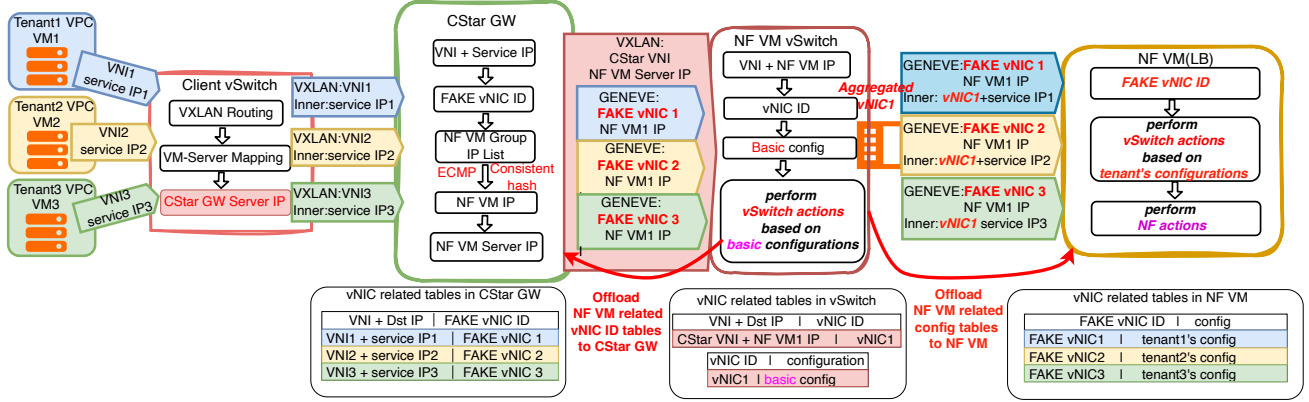 Tenant1 VPC
VM1
VNI1
service IP1
Tenant2 VPC
VM2
VNI2
service IP2
Tenant3 VPC
VM3
VNI3
service IP3
Client vSwitch
VXLAN Routing
VM-Server Mapping
CStar GW Server IP
VXLAN:VNI1
Inner:service IP1
VXLAN:VNI2
Inner:service IP2
VXLAN:VNI3
Inner:service IP3
CStar GW
VNI + Service IP
FAKE vNIC ID
NF VM Group
IP List
ECMP
Consistent
hash
NF VM IP
NF VM Server IP
VXLAN:
CStar VNI
NF VM Server IP
GENEVE:
FAKE vNIC 1
NF VM1 IP
GENEVE:
FAKE vNIC 2
NF VM1 IP
GENEVE:
FAKE vNIC 3
NF VM1 IP
NF VM vSwitch
VNI + NF VM IP
vNIC ID
Basic config
perform
vSwitch actions
based on
basic configurations
Aggregated
vNIC1
GENEVE:FAKE vNIC 1
NF VM1 IP
Inner: vNIC1+service IP1
GENEVE:FAKE vNIC 2
NF VM1 IP
Inner:vNIC1+service IP2
GENEVE:FAKE vNIC 3
NF VM1 IP
Inner:vNIC1 service IP3
NF VM(LB)
FAKE vNIC ID
perform
vSwitch actions
based on
tenant's configurations
perform
NF actions
vNIC related tables in CStar GW
VNI + Dst IP | FAKE vNIC ID
VNI1 + service IP1 | FAKE vNIC 1
VNI2 + service IP2 | FAKE vNIC 2
VNI3 + service IP3 | FAKE vNIC 3
Offload
NF VM related
vNIC ID tables
to CStar GW
vNIC related tables in vSwitch
VNI + Dst IP | vNIC ID
CStar VNI + NF VM1 IP | vNIC1
vNIC ID | configuration
vNIC1 | basic config
Offload
NF VM related
config tables
to NF VM
vNIC related tables in NF VM
FAKE vNIC ID | config
FAKE vNIC1 | tenant1's config
FAKE vNIC2 | tenant2's config
FAKE vNIC3 | tenant3's config